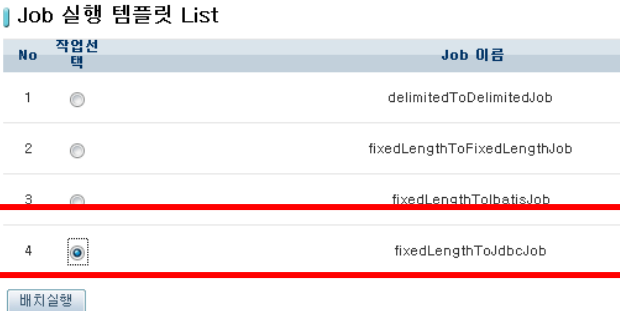 Job 실행 템플릿 List
No 작업선택 Job 이름
1 delimitedToDelimitedJob
2 fixedLengthToFixedLengthJob
3 fixedLengthToIbatisJob
4 fixedLengthToJdbcJob
배치실행